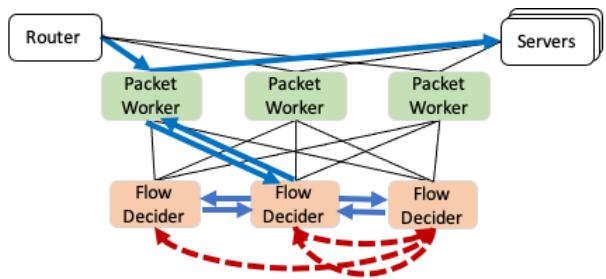 Router
Servers
Packet
Worker
Packet
Worker
Packet
Worker
Flow
Decider
Flow
Decider
Flow
Decider